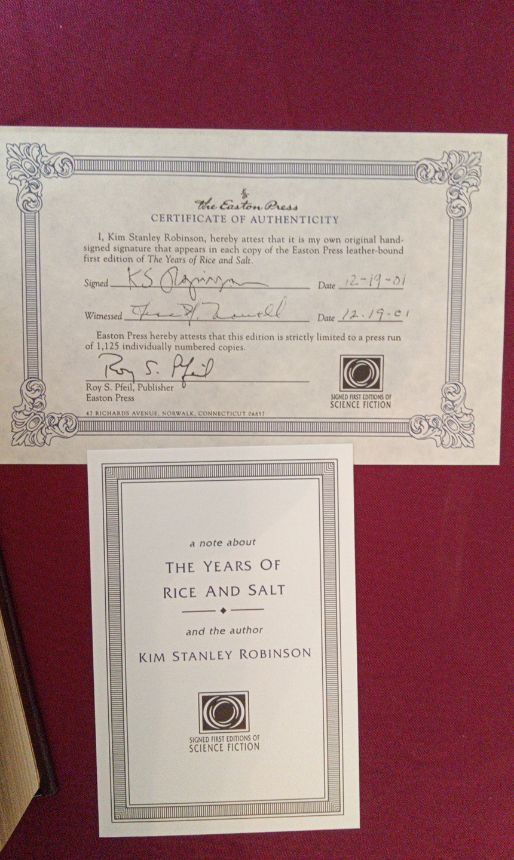 The Easton Press
CERTIFICATE OF AUTHENTICITY
I, Kim Stanley Robinson, hereby attest that it is my own original hand-
signed signature that appears in each copy of the Easton Press leather-bound
first edition of The Years of Rice and Salt.
Signed KS Robinson Date 12-19-01
Witnessed Date 12.19.01
Easton Press hereby attests that this edition is strictly limited to a press run
of 1,125 individually numbered copies.
Roy S. Pfeil
Roy S. Pfeil, Publisher
Easton Press
47 RICHARDS AVENUE, NORWALK, CONNECTICUT 06857
SIGNED FIRST EDITIONS OF
SCIENCE FICTION
a note about
THE YEARS OF
RICE AND SALT
and the author
KIM STANLEY ROBINSON
SIGNED FIRST EDITIONS OF
SCIENCE FICTION